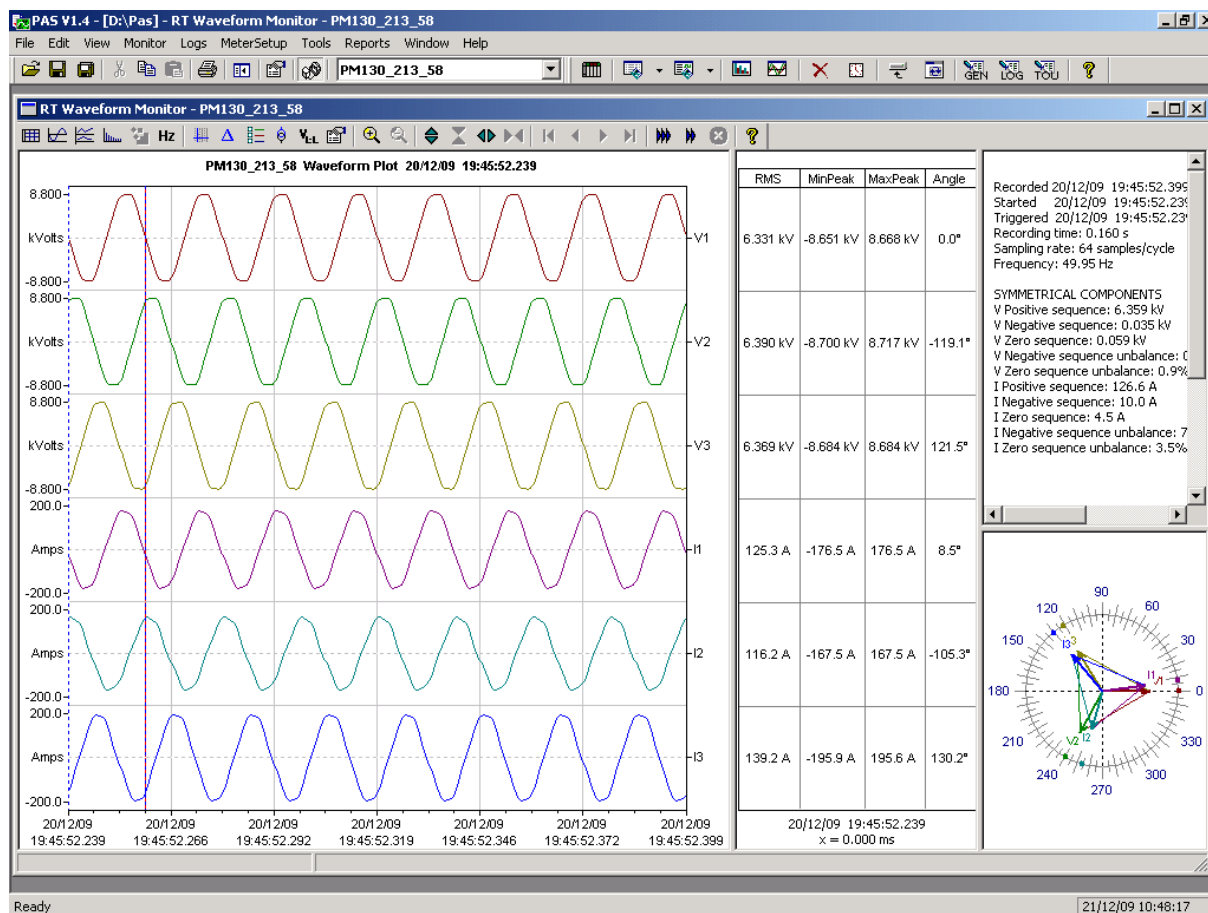 PAS V1.4 - [D:\Pas] - RT Waveform Monitor - PM130_213_58
File Edit View Monitor Logs MeterSetup Tools Reports Window Help
PM130_213_58
GEN LOG TOU
RT Waveform Monitor - PM130_213_58
Hz
V L:L
PM130_213_58 Waveform Plot 20/12/09 19:45:52.239
8.800
kVolts
-8.800
V1
8.800
kVolts
-8.800
V2
8.800
kVolts
-8.800
V3
200.0
Amps
-200.0
I1
200.0
Amps
-200.0
I2
200.0
Amps
-200.0
I3
20/12/09 20/12/09 20/12/09 20/12/09 20/12/09 20/12/09 20/12/09
19:45:52.239 19:45:52.266 19:45:52.292 19:45:52.319 19:45:52.346 19:45:52.372 19:45:52.399
RMS MinPeak MaxPeak Angle
6.331 kV -8.651 kV 8.668 kV 0.0°
6.390 kV -8.700 kV 8.717 kV -119.1°
6.369 kV -8.684 kV 8.684 kV 121.5°
125.3 A -176.5 A 176.5 A 8.5°
116.2 A -167.5 A 167.5 A -105.3°
139.2 A -195.9 A 195.6 A 130.2°
20/12/09 19:45:52.239
x = 0.000 ms
Recorded 20/12/09 19:45:52.399
Started 20/12/09 19:45:52.239
Triggered 20/12/09 19:45:52.239
Recording time: 0.160 s
Sampling rate: 64 samples/cycle
Frequency: 49.95 Hz
SYMMETRICAL COMPONENTS
V Positive sequence: 6.359 kV
V Negative sequence: 0.035 kV
V Zero sequence: 0.059 kV
V Negative sequence unbalance:
V Zero sequence unbalance: 0.9%
I Positive sequence: 126.6 A
I Negative sequence: 10.0 A
I Zero sequence: 4.5 A
I Negative sequence unbalance: 7
I Zero sequence unbalance: 3.5%
90
120 60
150 30
180 0
210 330
240 300
270
I3
I1
V1
V2
I2
Ready
21/12/09 10:48:17